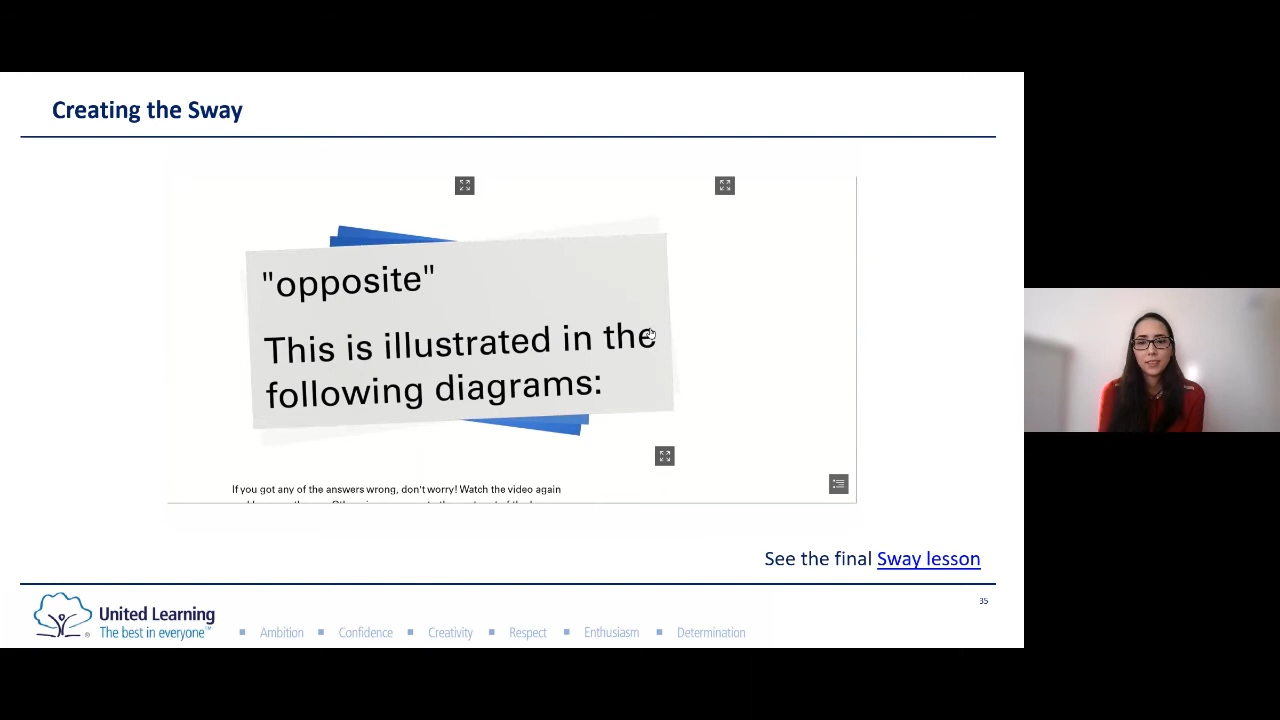 Creating the Sway
"opposite"
This is illustrated in the
following diagrams:
If you got any of the answers wrong, don't worry! Watch the video again
See the final Sway lesson
35
United Learning
The best in everyone™
®
Ambition
Confidence
Creativity
Respect
Enthusiasm
Determination